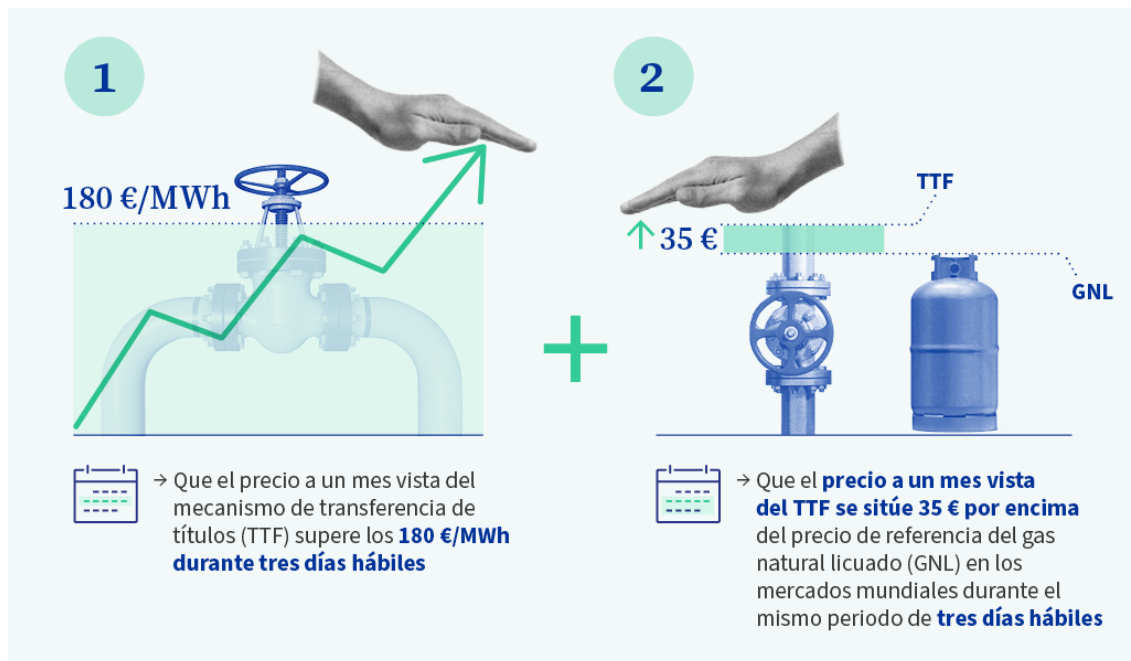 1
180 €/MWh
→ Que el precio a un mes vista del
mecanismo de transferencia de
títulos (TTF) supere los 180 €/MWh
durante tres días hábiles
+
2
TTF
↑ 35 €
GNL
→ Que el precio a un mes vista
del TTF se sitúe 35 € por encima
del precio de referencia del gas
natural licuado (GNL) en los
mercados mundiales durante el
mismo periodo de tres días hábiles